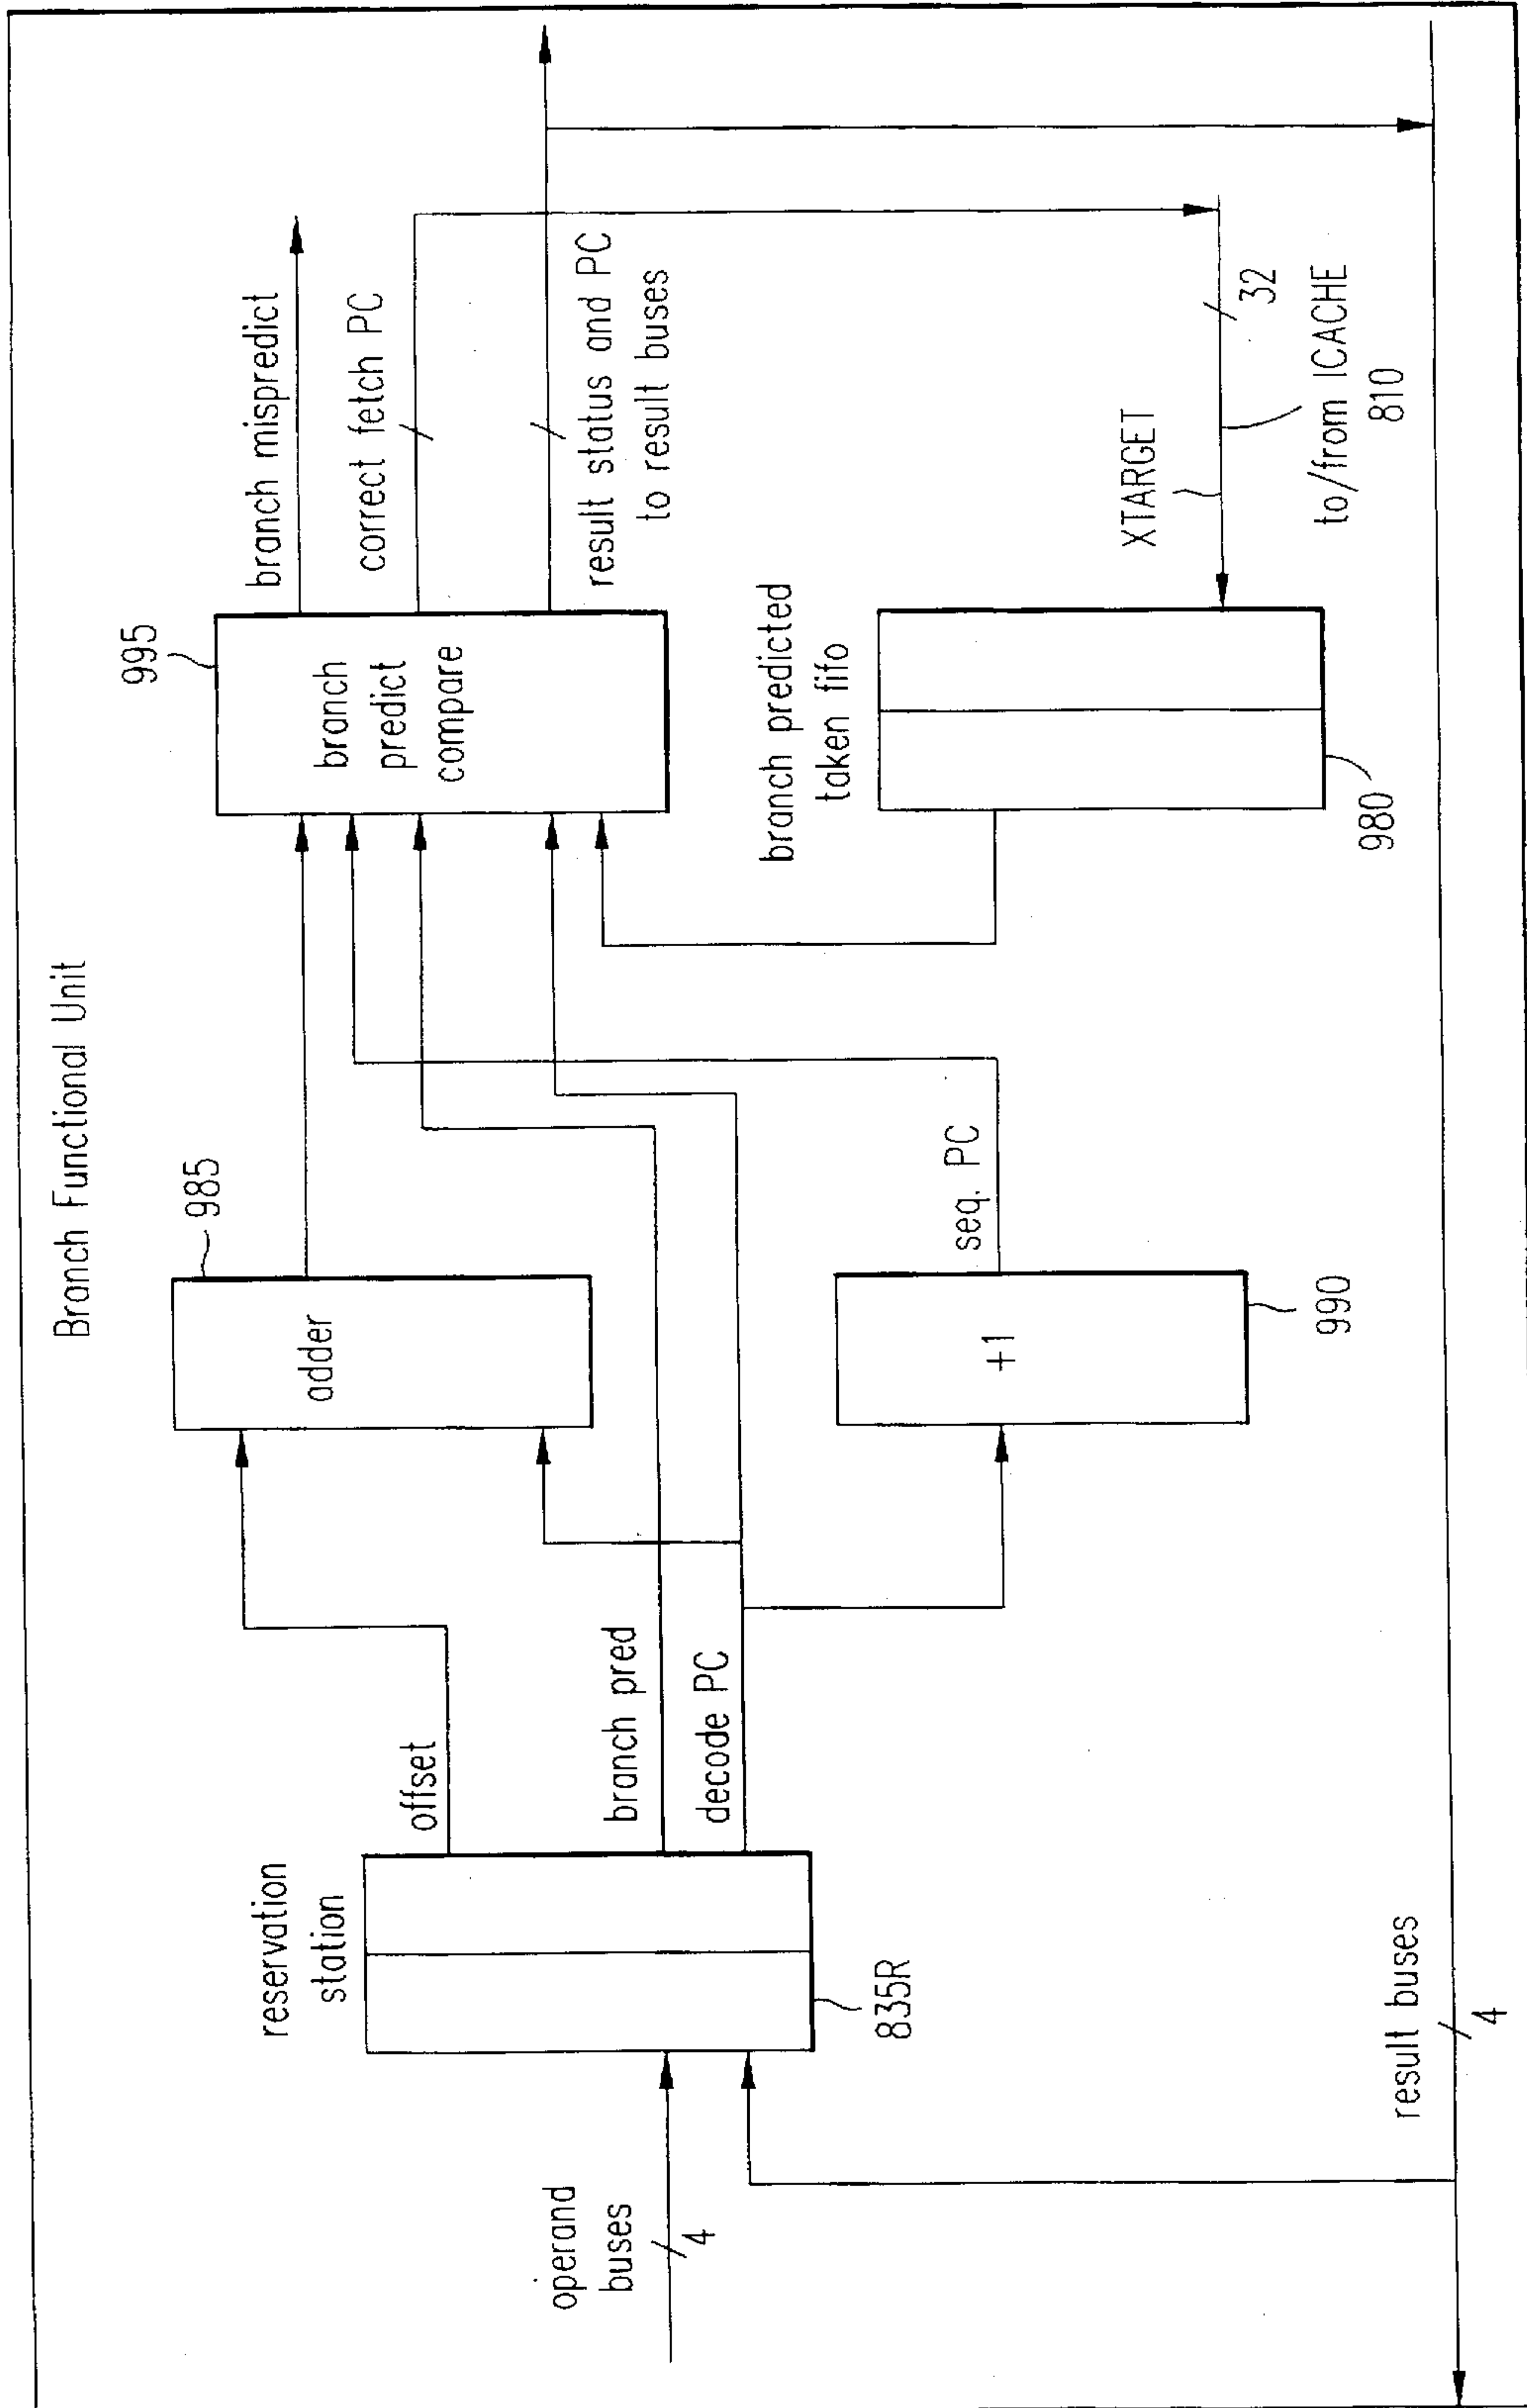 Branch Functional Unit
operand
buses
4
reservation
station
835R
offset
branch pred
decode PC
adder
985
+1
990
seq. PC
branch
predict
compare
995
branch predicted
taken fifo
980
branch mispredict
correct fetch PC
result status and PC
to result buses
XTARGET
32
to/from ICACHE
810
result buses
4